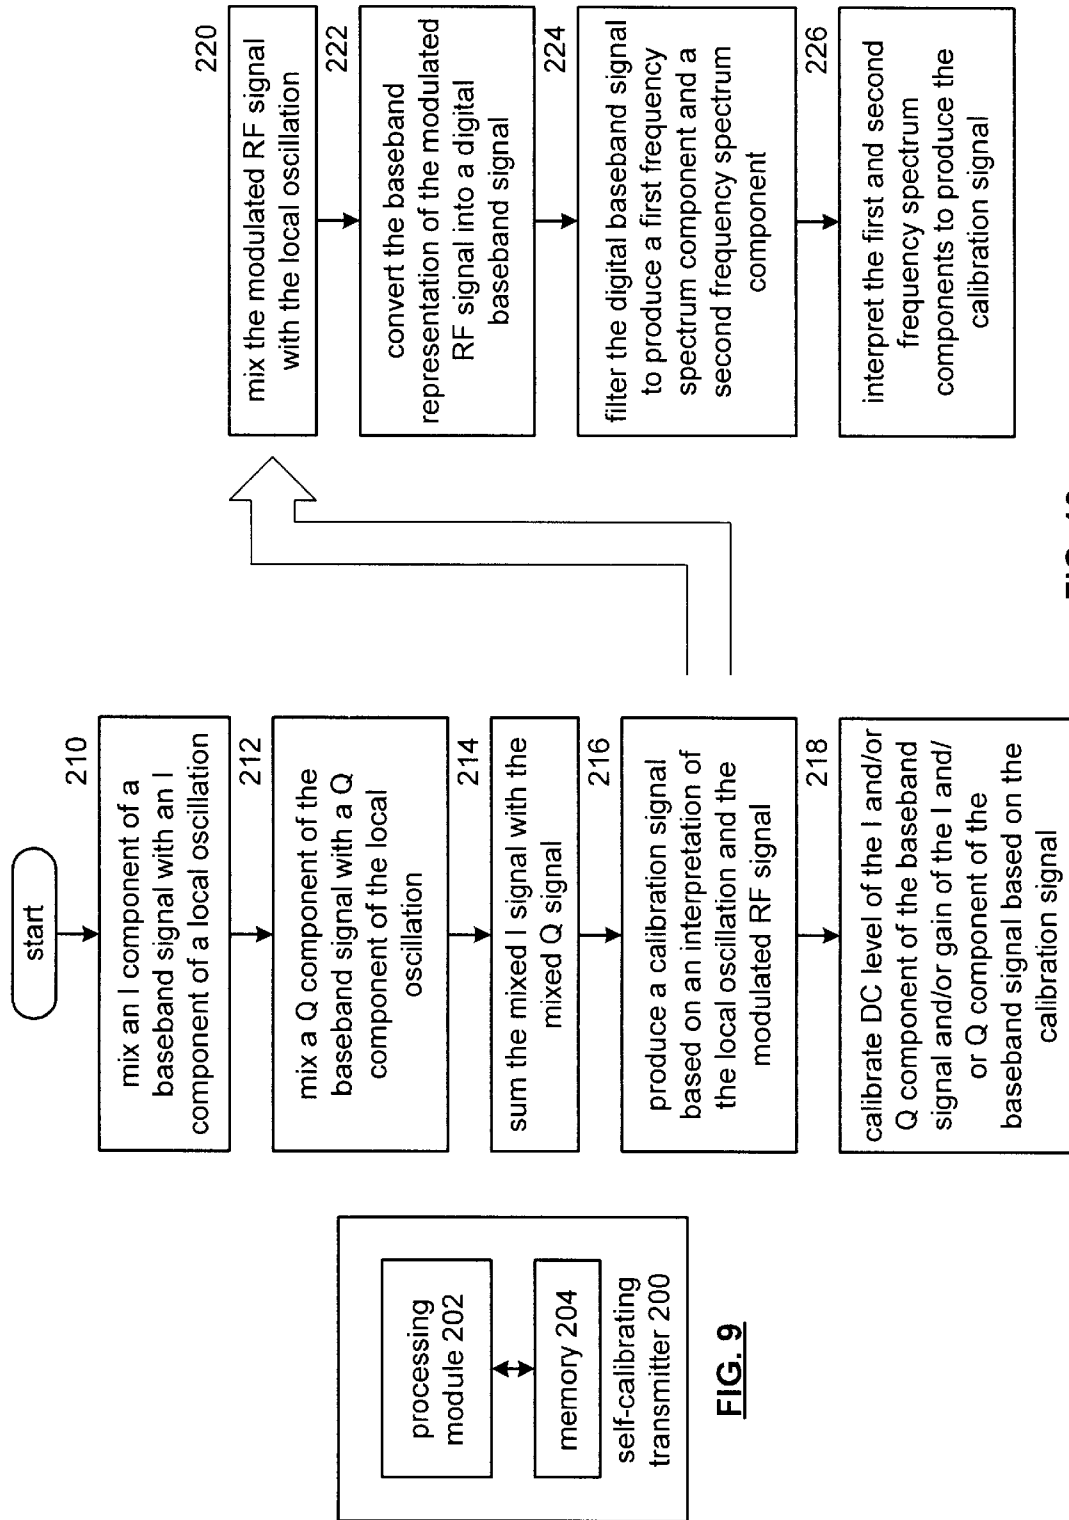 start
210
mix an I component of a
baseband signal with an I
component of a local oscillation
212
mix a Q component of the
baseband signal with a Q
component of the local
oscillation
214
sum the mixed I signal with the
mixed Q signal
216
produce a calibration signal
based on an interpretation of
the local oscillation and the
modulated RF signal
218
calibrate DC level of the I and/or
Q component of the baseband
signal and/or gain of the I and/
or Q component of the
baseband signal based on the
calibration signal
220
mix the modulated RF signal
with the local oscillation
222
convert the baseband
representation of the modulated
RF signal into a digital
baseband signal
224
filter the digital baseband signal
to produce a first frequency
spectrum component and a
second frequency spectrum
component
226
interpret the first and second
frequency spectrum
components to produce the
calibration signal
processing
module 202
memory 204
self-calibrating
transmitter 200
FIG. 9
FIG.